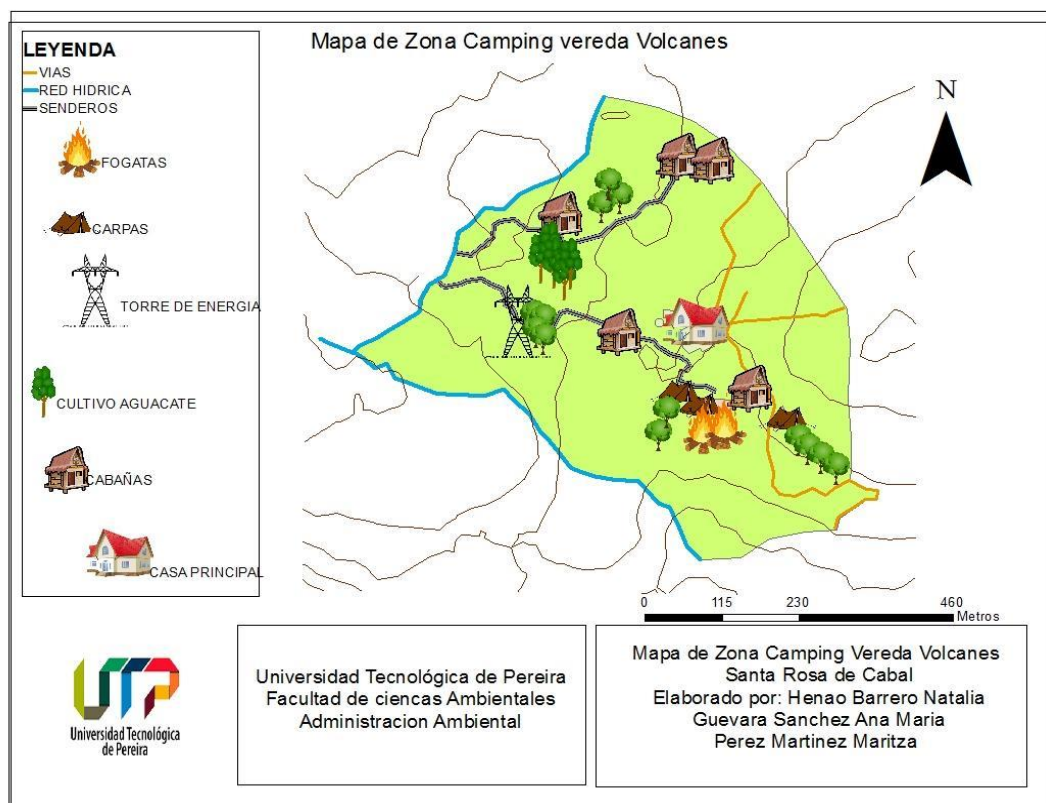 Mapa de Zona Camping vereda Volcanes
LEYENDA
VIAS
RED HIDRICA
SENDEROS
FOGATAS
CARPAS
TORRE DE ENERGIA
CULTIVO AGUACATE
CABAÑAS
CASA PRINCIPAL
N
0 115 230 460
Metros
UTP
Universidad Tecnológica
de Pereira
Universidad Tecnológica de Pereira
Facultad de ciencas Ambientales
Administracion Ambiental
Mapa de Zona Camping Vereda Volcanes
Santa Rosa de Cabal
Elaborado por: Henao Barrero Natalia
Guevara Sanchez Ana Maria
Perez Martinez Maritza